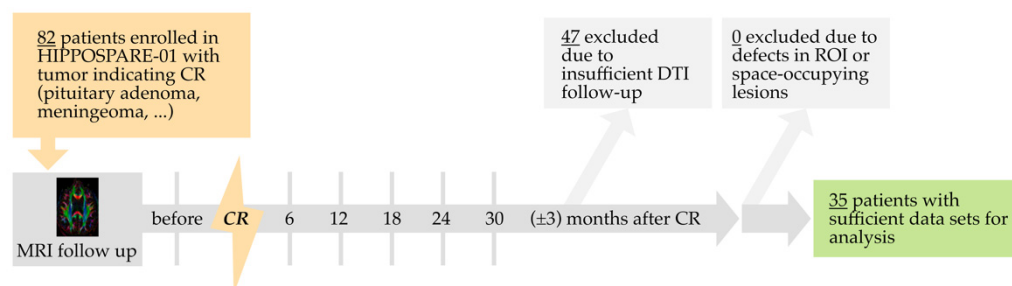 82 patients enrolled in
HIPPOSPARE-01 with
tumor indicating CR
(pituitary adenoma,
meningeoma, ...)
47 excluded
due to
insufficient DTI
follow-up
0 excluded due to
defects in ROI or
space-occupying
lesions
MRI follow up
before CR 6 12 18 24 30 (±3) months after CR
35 patients with
sufficient data sets for
analysis